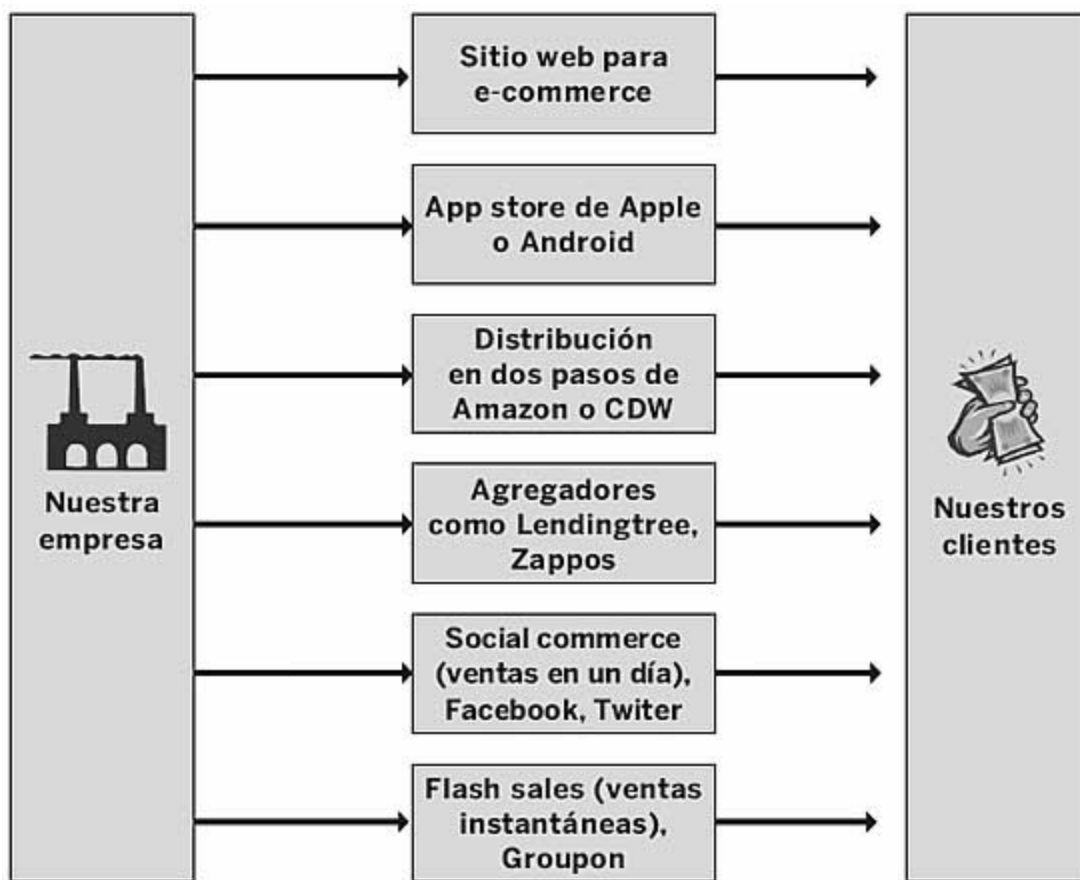 Sitio web para
e-commerce
App store de Apple
o Android
Distribución
en dos pasos de
Amazon o CDW
Agregadores
como Lendingtree,
Zappos
Social commerce
(ventas en un día),
Facebook, Twiter
Flash sales (ventas
instantáneas),
Groupon
Nuestra
empresa
Nuestros
clientes